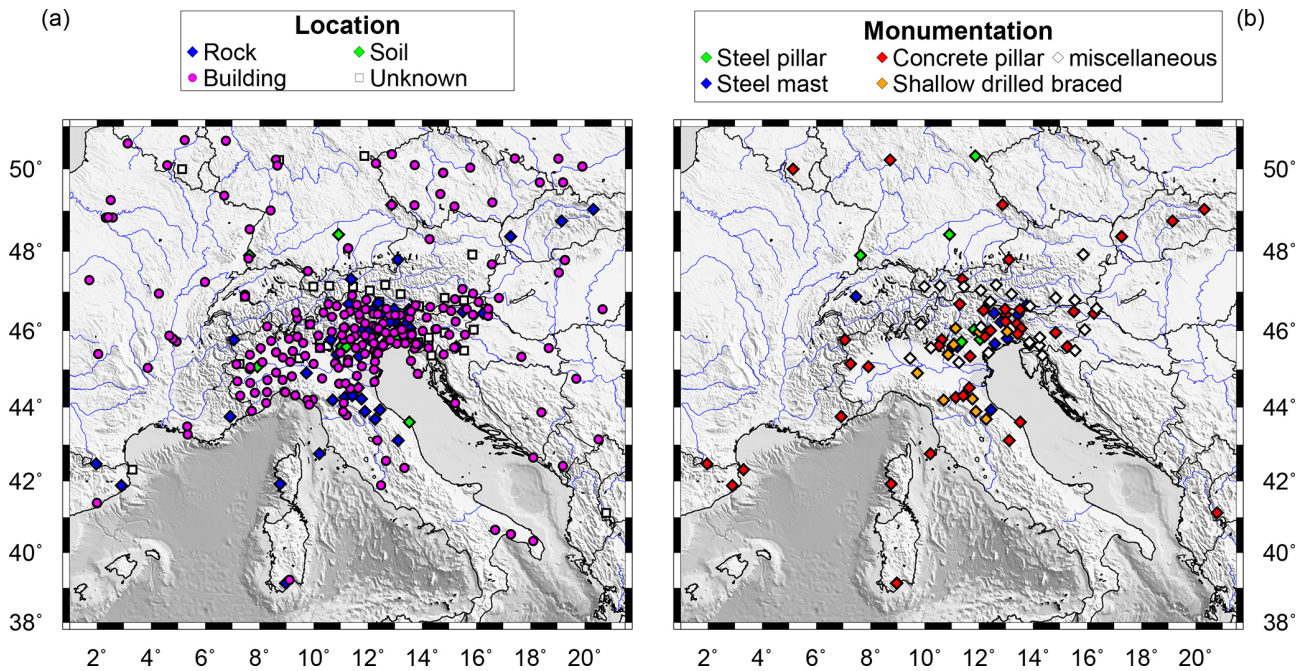 (a)
Location
Rock Soil
Building Unknown
(b)
Monumentation
Steel pillar Concrete pillar miscellaneous
Steel mast Shallow drilled braced
50° 50°
48° 48°
46° 46°
44° 44°
42° 42°
40° 40°
38° 38°
2° 4° 6° 8° 10° 12° 14° 16° 18° 20° 2° 4° 6° 8° 10° 12° 14° 16° 18° 20°